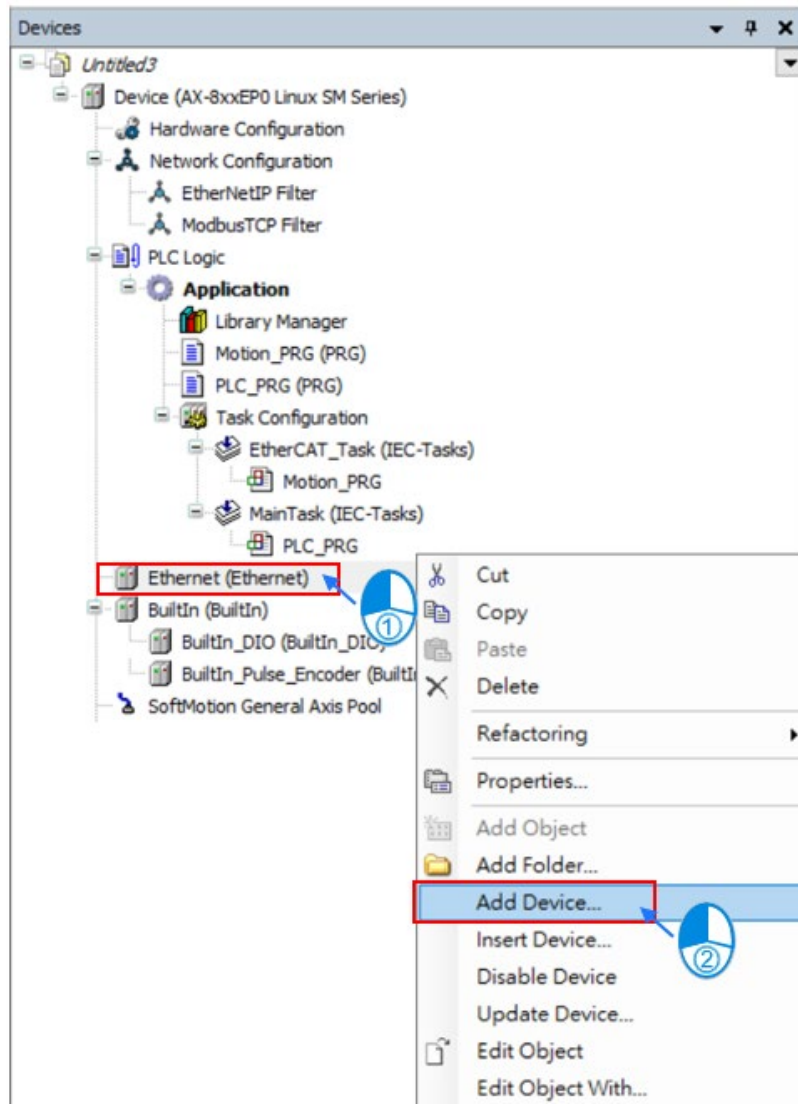 Devices
Untitled3
Device (AX-8xxEP0 Linux SM Series)
Hardware Configuration
Network Configuration
EtherNetIP Filter
ModbusTCP Filter
PLC Logic
Application
Library Manager
Motion_PRG (PRG)
PLC_PRG (PRG)
Task Configuration
EtherCAT_Task (IEC-Tasks)
Motion_PRG
MainTask (IEC-Tasks)
PLC_PRG
Ethernet (Ethernet)
①
BuiltIn (BuiltIn)
BuiltIn_DIO (BuiltIn_DIO)
BuiltIn_Pulse_Encoder (BuiltIn
SoftMotion General Axis Pool
Cut
Copy
Paste
Delete
Refactoring
Properties...
Add Object
Add Folder...
Add Device...
②
Insert Device...
Disable Device
Update Device...
Edit Object
Edit Object With...